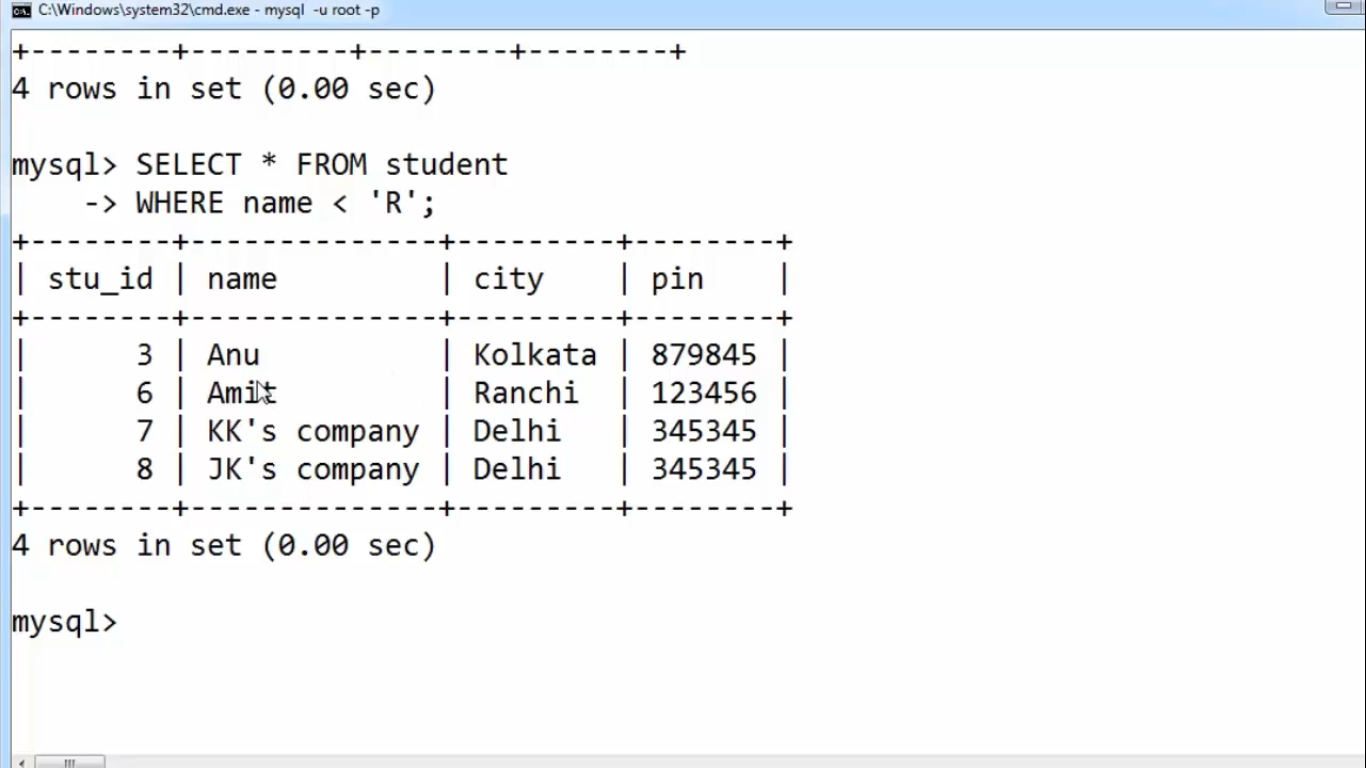 C:\Windows\system32\cmd.exe - mysql  -u root -p
+--------+---------+--------+--------+
4 rows in set (0.00 sec)
mysql> SELECT * FROM student
    -> WHERE name < 'R';
+--------+--------------+---------+--------+
| stu_id | name         | city    | pin    |
+--------+--------------+---------+--------+
|      3 | Anu          | Kolkata | 879845 |
|      6 | Amit         | Ranchi  | 123456 |
|      7 | KK's company | Delhi   | 345345 |
|      8 | JK's company | Delhi   | 345345 |
+--------+--------------+---------+--------+
4 rows in set (0.00 sec)
mysql>